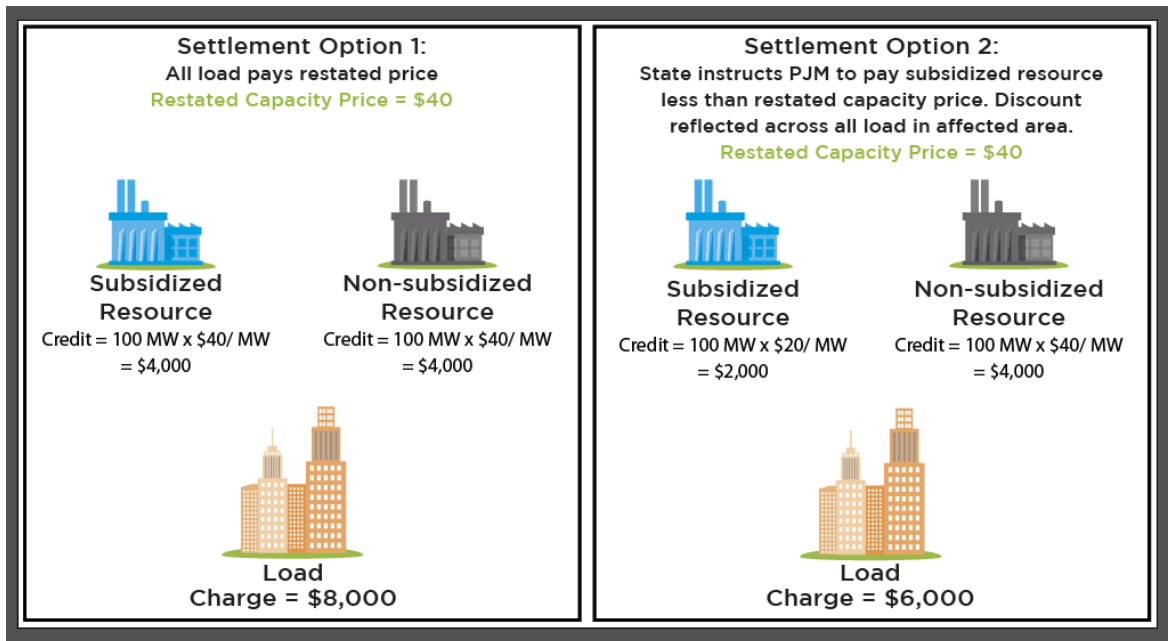 Settlement Option 1:
All load pays restated price
Restated Capacity Price = $40
Subsidized
Resource
Credit = 100 MW x $40/ MW
= $4,000
Non-subsidized
Resource
Credit = 100 MW x $40/ MW
= $4,000
Load
Charge = $8,000
Settlement Option 2:
State instructs PJM to pay subsidized resource
less than restated capacity price. Discount
reflected across all load in affected area.
Restated Capacity Price = $40
Subsidized
Resource
Credit = 100 MW x $20/ MW
= $2,000
Non-subsidized
Resource
Credit = 100 MW x $40/ MW
= $4,000
Load
Charge = $6,000